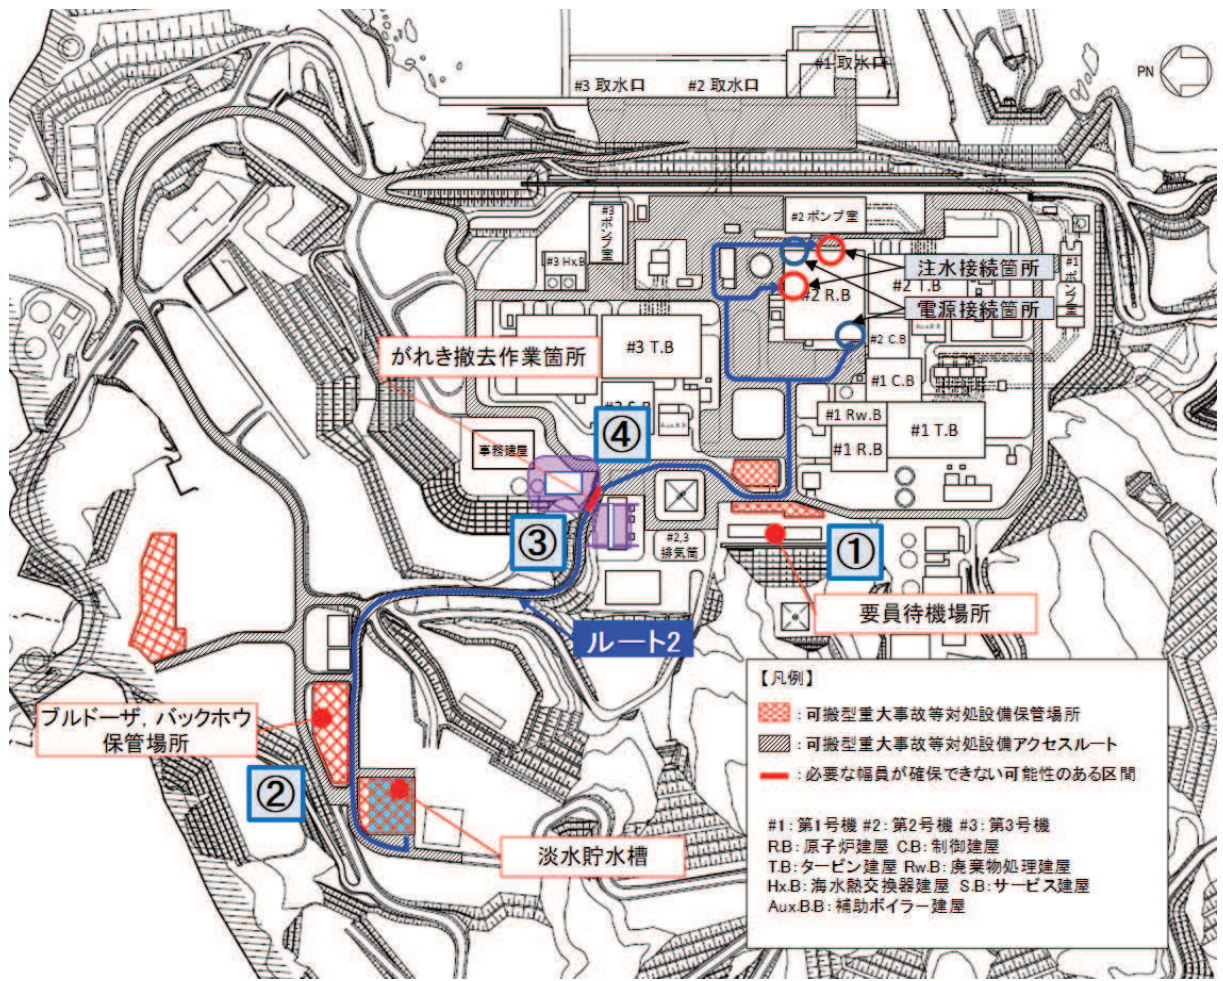 #1 取水口
#3 取水口
#2 取水口
PN
#3
ポンプ室
#2 ポンプ室
#3 Hx.B
#1
ポンプ室
注水接続箇所
#2 T.B
#2 R.B
電源接続箇所
Aux.B.B
#2 C.B
がれき撤去作業箇所
#3 T.B
#1 C.B
④
Aux.B.B
#1 Rw.B
#1 T.B
事務建屋
#1 R.B
③
#2,3
排気筒
①
要員待機場所
ルート2
ブルドーザ，バックホウ
保管場所
②
淡水貯水槽
【凡例】
：可搬型重大事故等対処設備保管場所
：可搬型重大事故等対処設備アクセスルート
：必要な幅員が確保できない可能性のある区間
#1：第1号機 #2：第2号機 #3：第3号機
R.B：原子炉建屋 C.B：制御建屋
T.B：タービン建屋 Rw.B：廃棄物処理建屋
Hx.B：海水熱交換器建屋 S.B：サービス建屋
Aux.B.B：補助ボイラー建屋